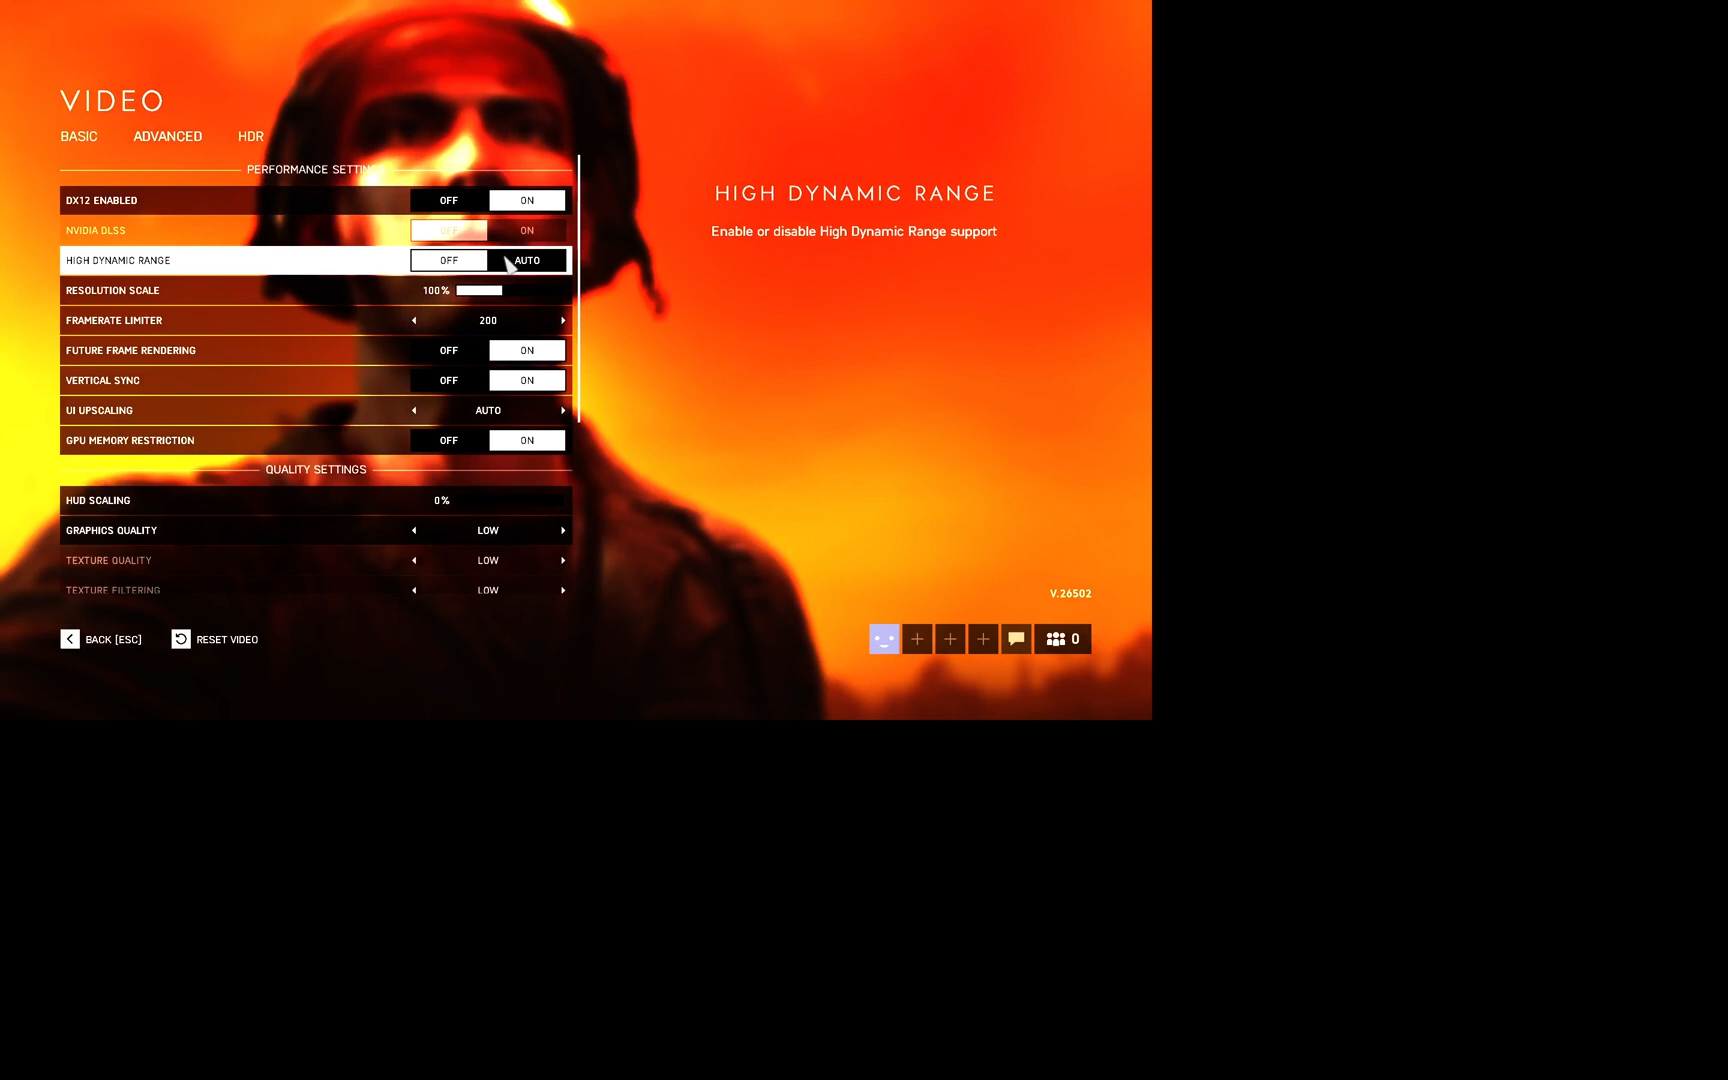 VIDEO
BASIC ADVANCED HDR
PERFORMANCE SETTINGS
DX12 ENABLED OFF ON
NVIDIA DLSS OFF ON
HIGH DYNAMIC RANGE OFF AUTO
RESOLUTION SCALE 100%
FRAMERATE LIMITER 200
FUTURE FRAME RENDERING OFF ON
VERTICAL SYNC OFF ON
UI UPSCALING AUTO
GPU MEMORY RESTRICTION OFF ON
QUALITY SETTINGS
HUD SCALING 0%
GRAPHICS QUALITY LOW
TEXTURE QUALITY LOW
TEXTURE FILTERING LOW
BACK [ESC] RESET VIDEO
HIGH DYNAMIC RANGE
Enable or disable High Dynamic Range support
V.26502
0